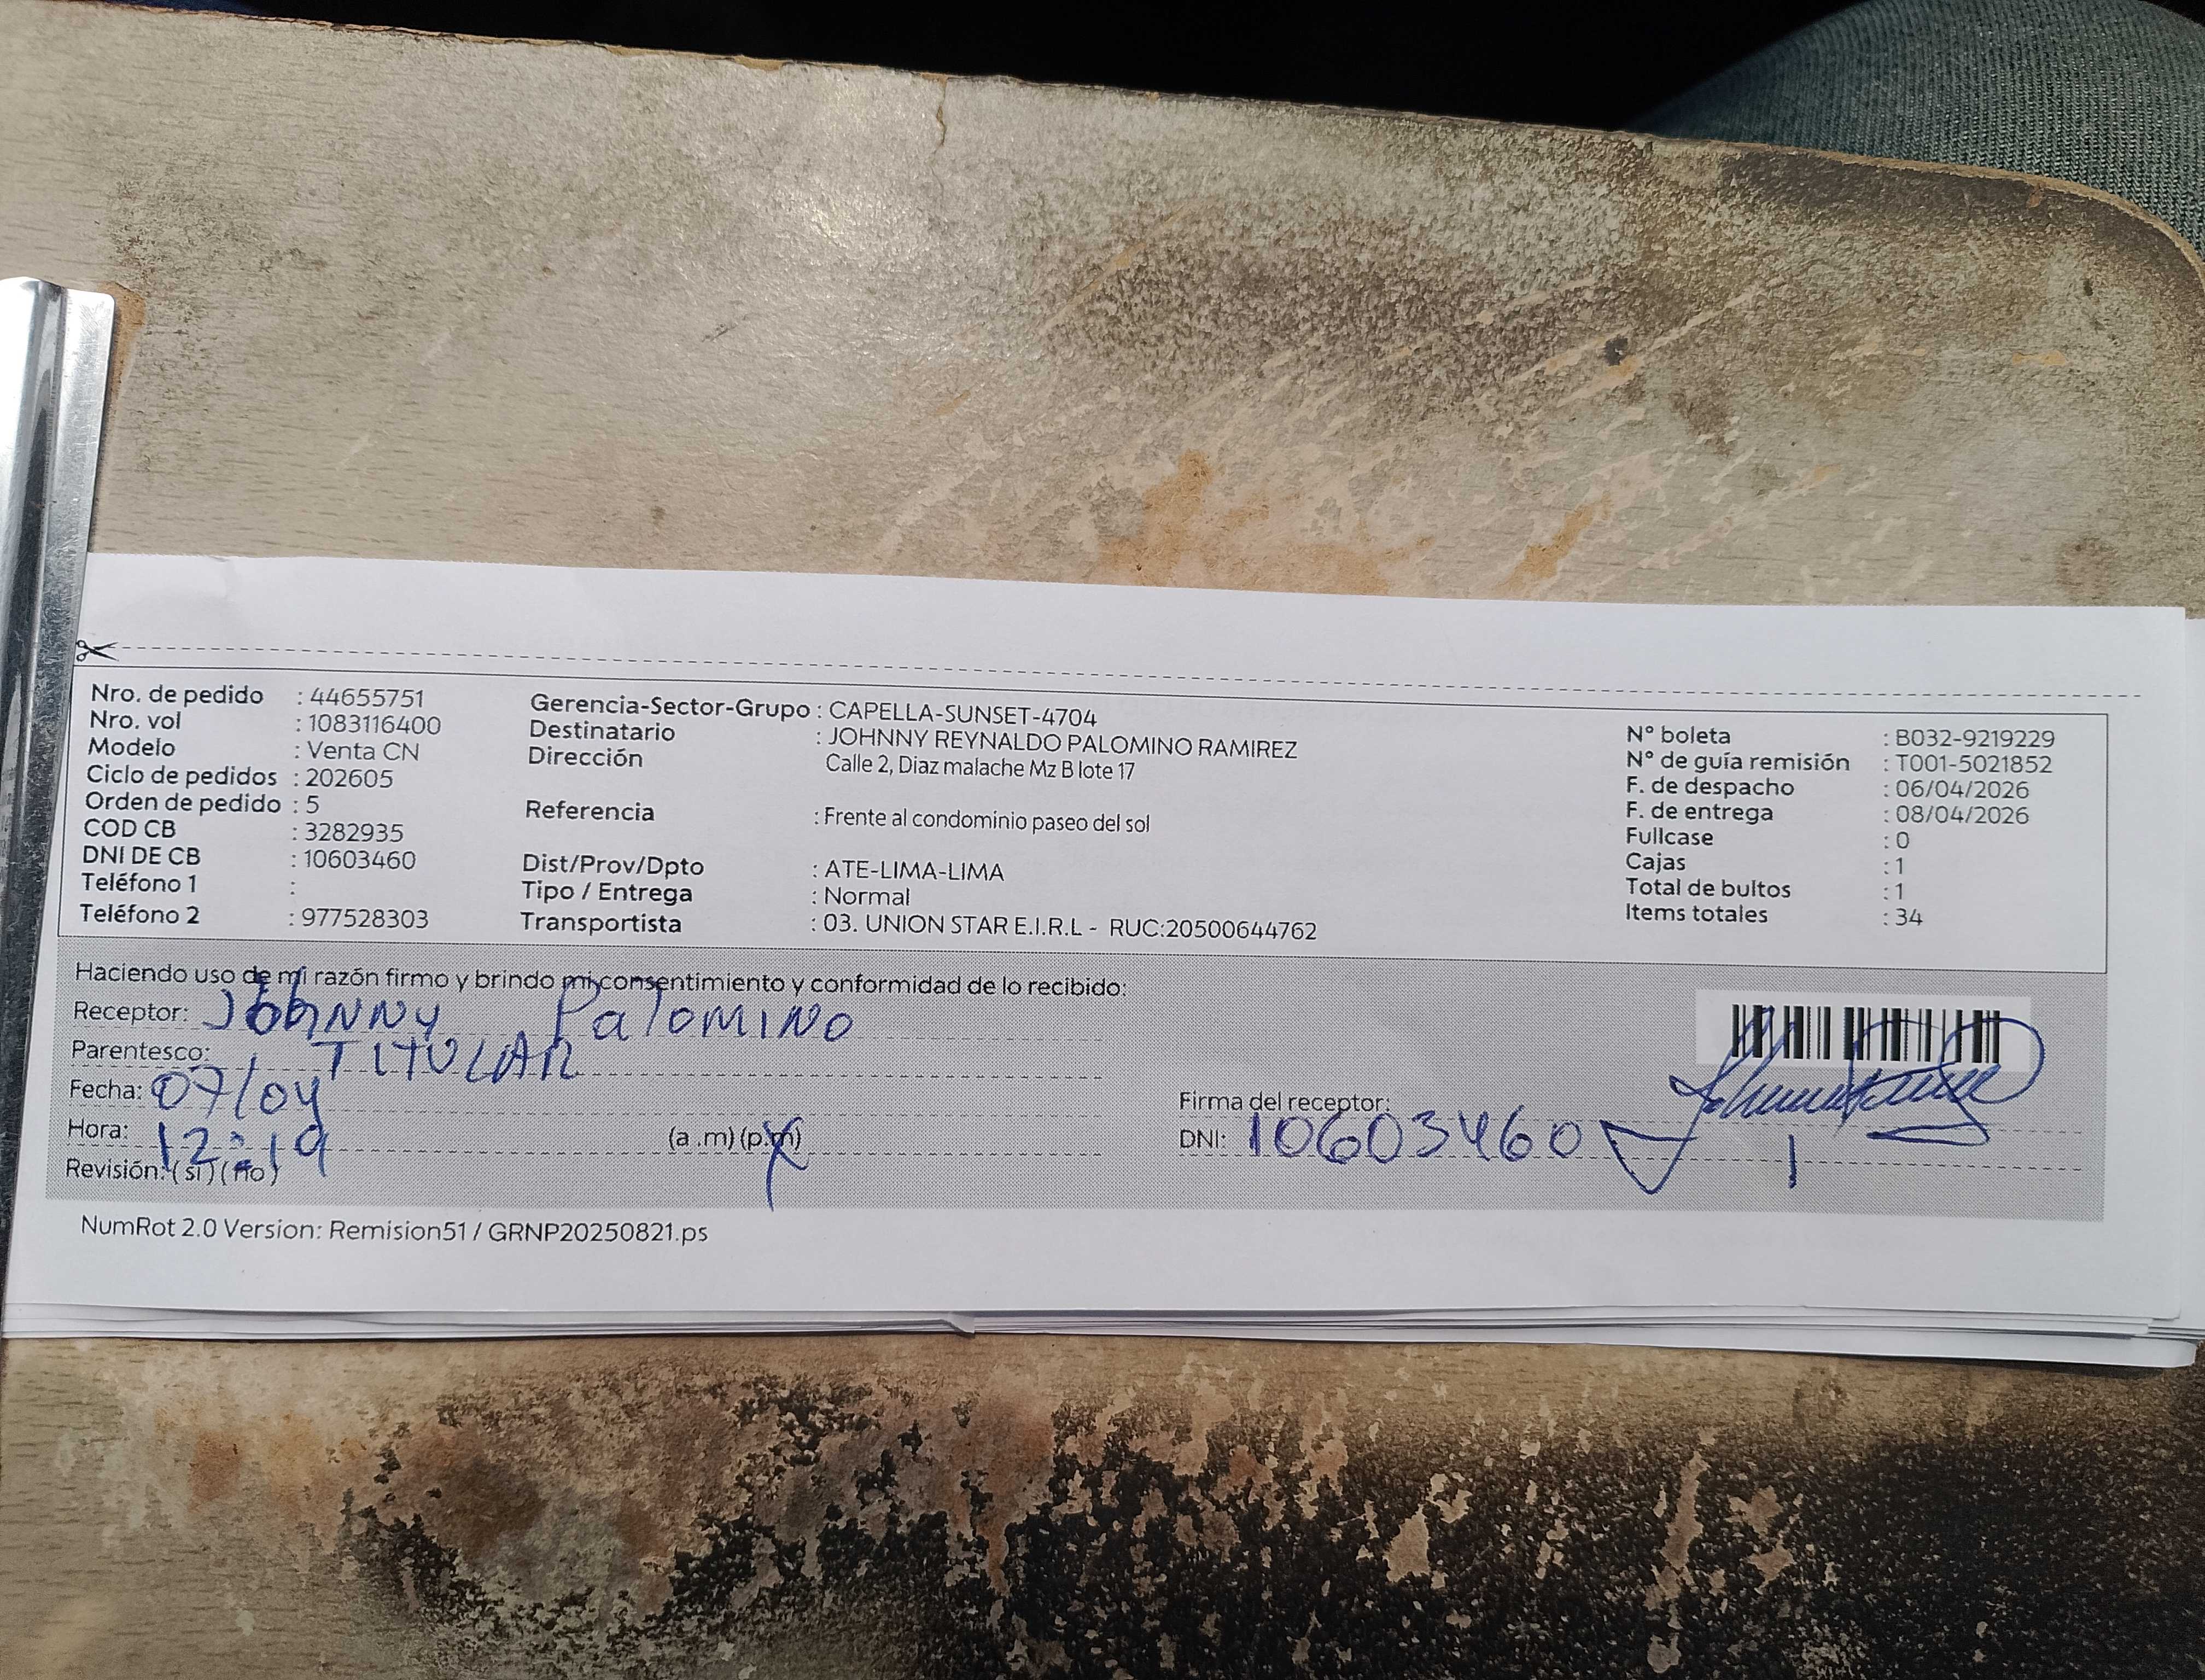 Nro. de pedido : 44655751
Nro. vol : 1083116400
Modelo : Venta CN
Ciclo de pedidos : 202605
Orden de pedido : 5
COD CB : 3282935
DNI DE CB : 10603460
Teléfono 1 :
Teléfono 2 : 977528303
Gerencia-Sector-Grupo : CAPELLA-SUNSET-4704
Destinatario : JOHNNY REYNALDO PALOMINO RAMIREZ
Dirección Calle 2, Diaz malache Mz B lote 17
Referencia : Frente al condominio paseo del sol
Dist/Prov/Dpto : ATE-LIMA-LIMA
Tipo / Entrega : Normal
Transportista : 03. UNION STAR E.I.R.L - RUC:20500644762
N° boleta : B032-9219229
N° de guía remisión : T001-5021852
F. de despacho : 06/04/2026
F. de entrega : 08/04/2026
Fullcase : 0
Cajas : 1
Total de bultos : 1
Items totales : 34
Haciendo uso de mi razón firmo y brindo mi consentimiento y conformidad de lo recibido:
Receptor: Johnny Palomino
Parentesco: TITULAR
Fecha: 07/04
Hora: 12:19 (a .m) (p.m)
Revisión: ( si ) ( no )
Firma del receptor:
DNI: 10603460
NumRot 2.0 Version: Remision51 / GRNP20250821.ps